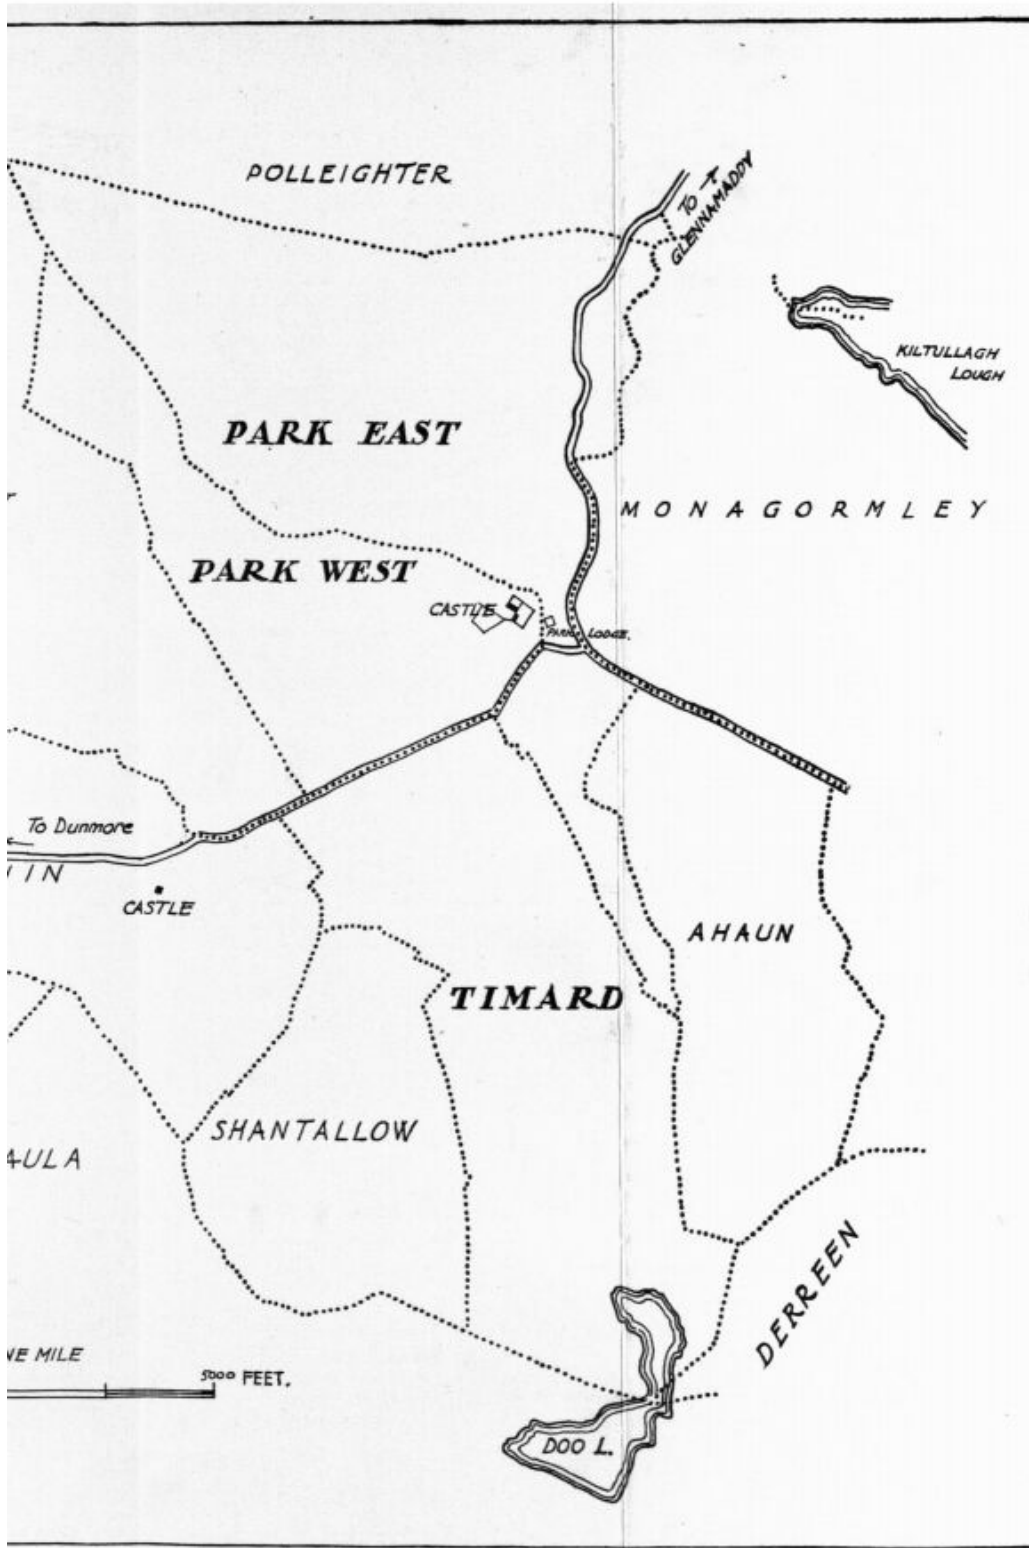 POLLEIGHTER
TO
GLENNAMADDY
KILTULLAGH
LOUGH
PARK EAST
MONAGORMLEY
PARK WEST
CASTLE
PARK LODGE.
To Dunmore
IN
CASTLE
AHAUN
TIMARD
SHANTALLOW
AULA
DERREEN
NE MILE
5000 FEET.
DOO L.